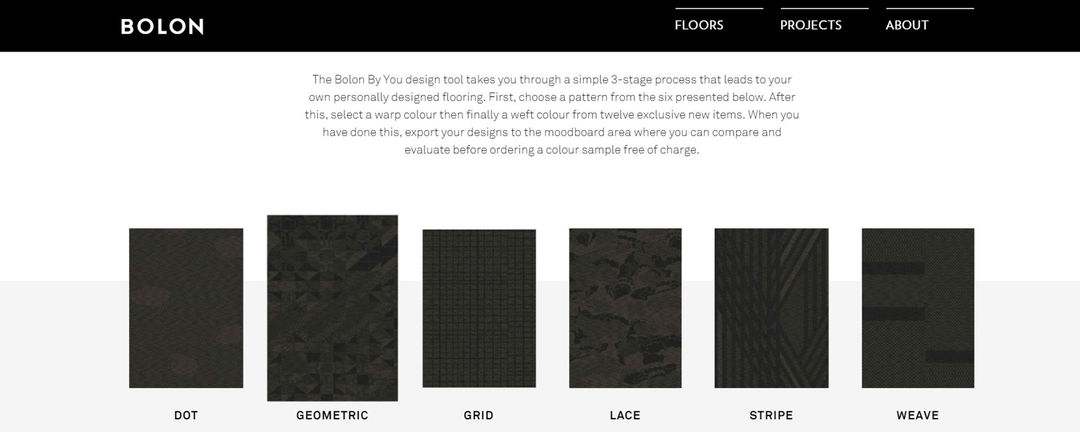 BOLON
FLOORS
PROJECTS
ABOUT
The Bolon By You design tool takes you through a simple 3-stage process that leads to your
own personally designed flooring. First, choose a pattern from the six presented below. After
this, select a warp colour then finally a weft colour from twelve exclusive new items. When you
have done this, export your designs to the moodboard area where you can compare and
evaluate before ordering a colour sample free of charge.
DOT
GEOMETRIC
GRID
LACE
STRIPE
WEAVE